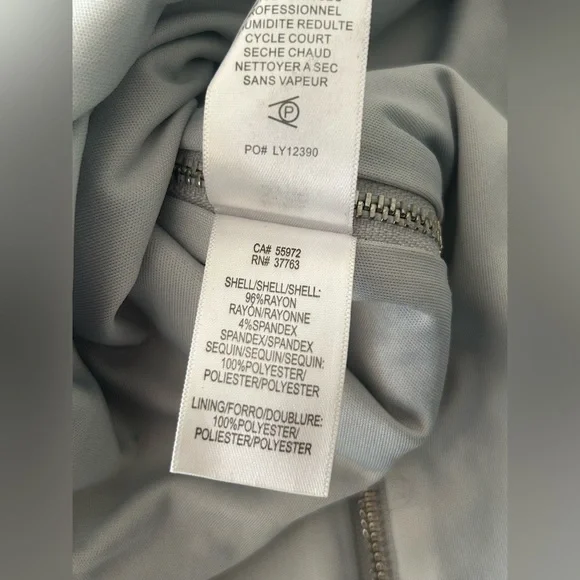 PROFESSIONNEL
HUMIDITE REDUITE
CYCLE COURT
SECHE CHAUD
NETTOYER A SEC
SANS VAPEUR
P
PO# LY12390
CA# 55972
RN# 37763
SHELL/SHELL/SHELL:
96%RAYON
RAYON/RAYONNE
4%SPANDEX
SPANDEX/SPANDEX
SEQUIN/SEQUIN/SEQUIN:
100%POLYESTER/
POLIESTER/POLYESTER
LINING/FORRO/DOUBLURE:
100%POLYESTER/
POLIESTER/POLYESTER